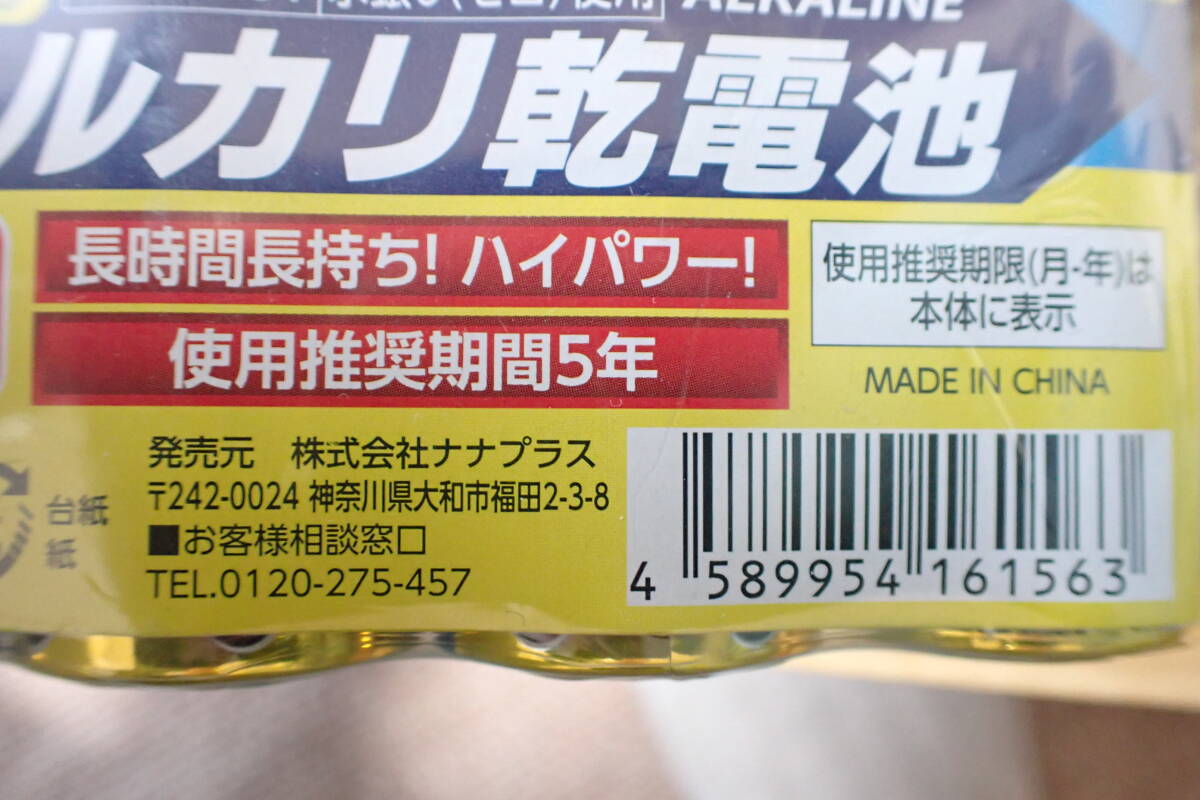 使用
ALKALINE
ルカリ乾電池
長時間長持ち! ハイパワー!
使用推奨期間5年
使用推奨期限(月-年)は
本体に表示
MADE IN CHINA
発売元 株式会社ナナプラス
〒242-0024 神奈川県大和市福田2-3-8
■お客様相談窓口
TEL.0120-275-457
台紙
紙
4 589954 161563